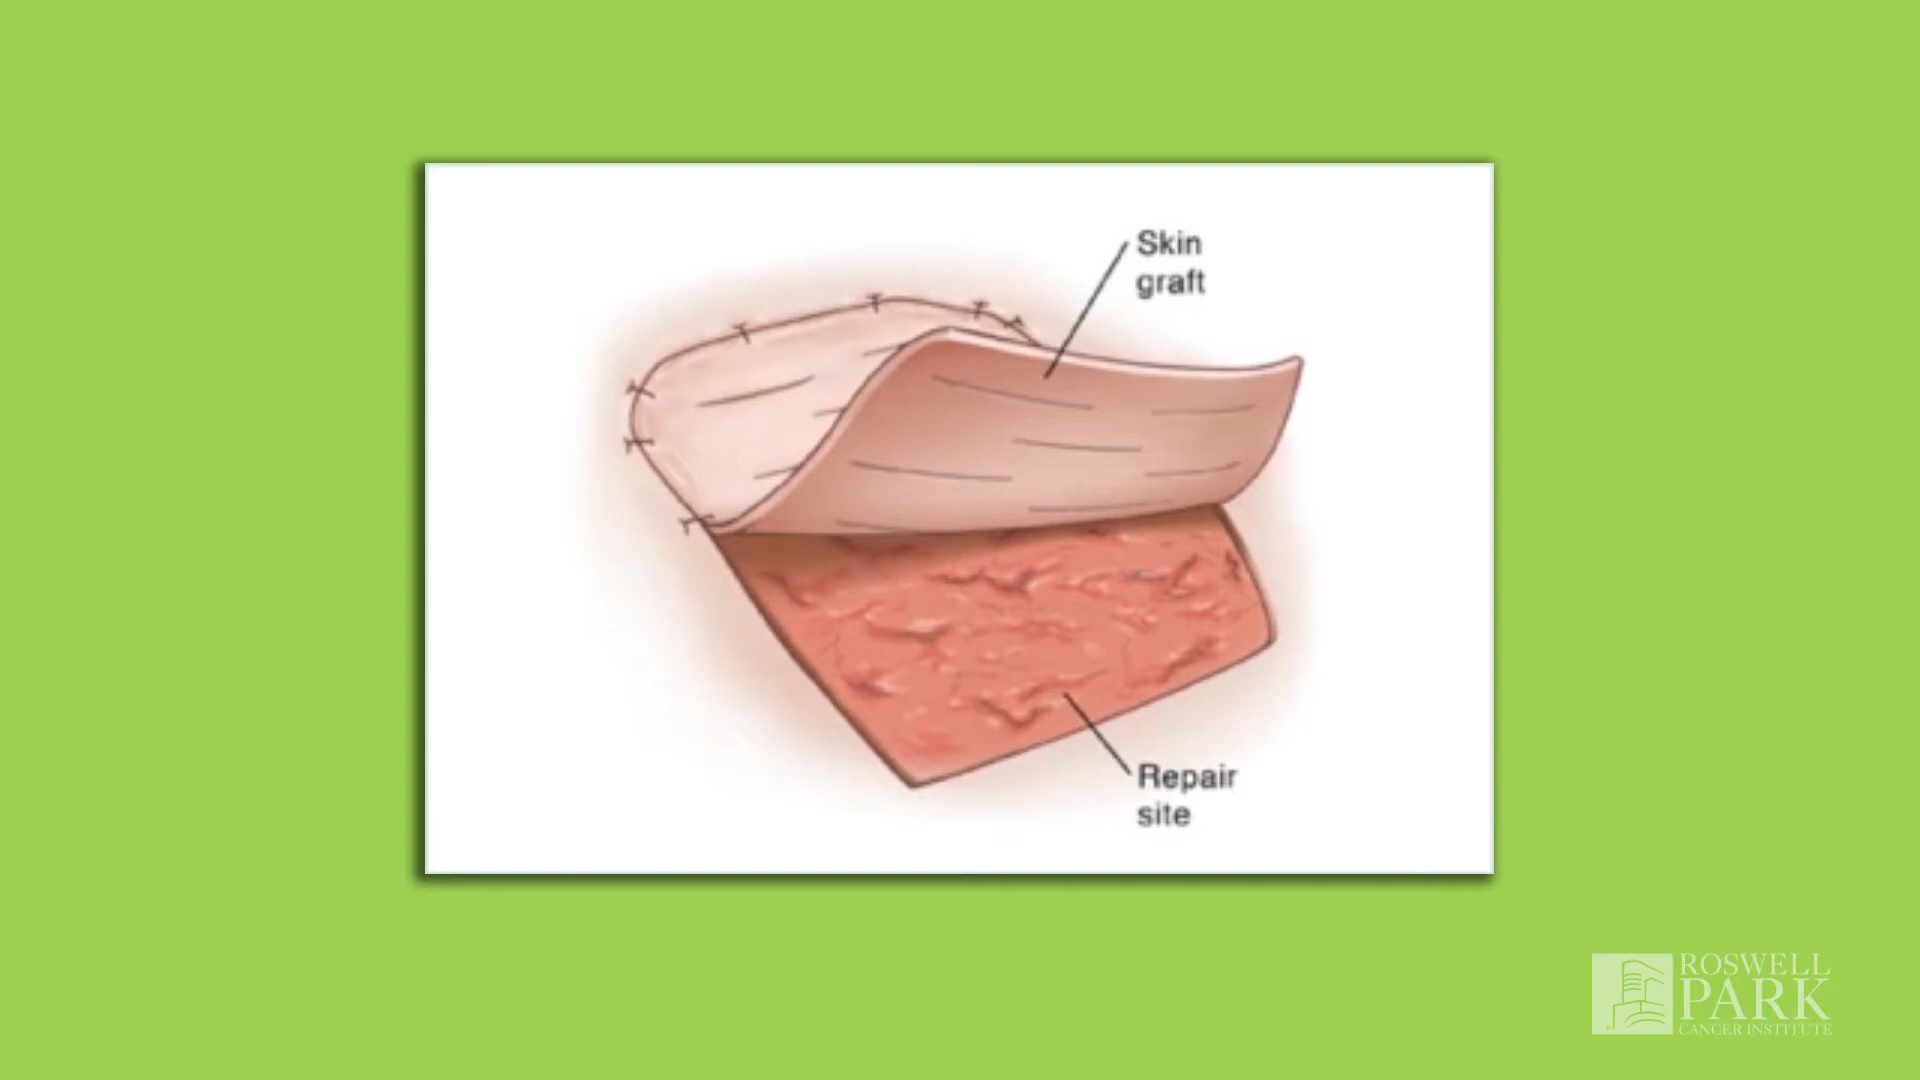 Skin
graft
Repair
site
ROSWELL
PARK
CANCER INSTITUTE